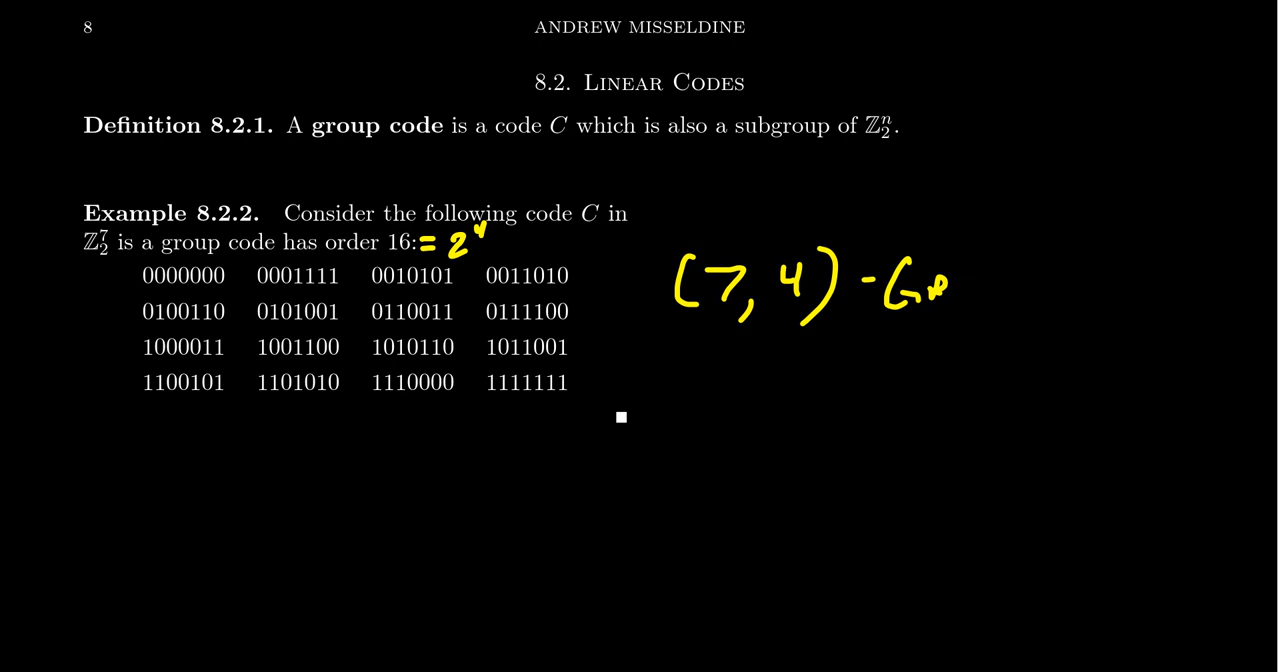 8 ANDREW MISSELDINE
8.2. LINEAR CODES
Definition 8.2.1. A group code is a code C which is also a subgroup of ℤ₂ⁿ.
Example 8.2.2. Consider the following code C in
ℤ₂⁷ is a group code has order 16: = 2⁴
0000000 0001111 0010101 0011010
0100110 0101001 0110011 0111100
1000011 1001100 1010110 1011001
1100101 1101010 1110000 1111111
(7, 4) -